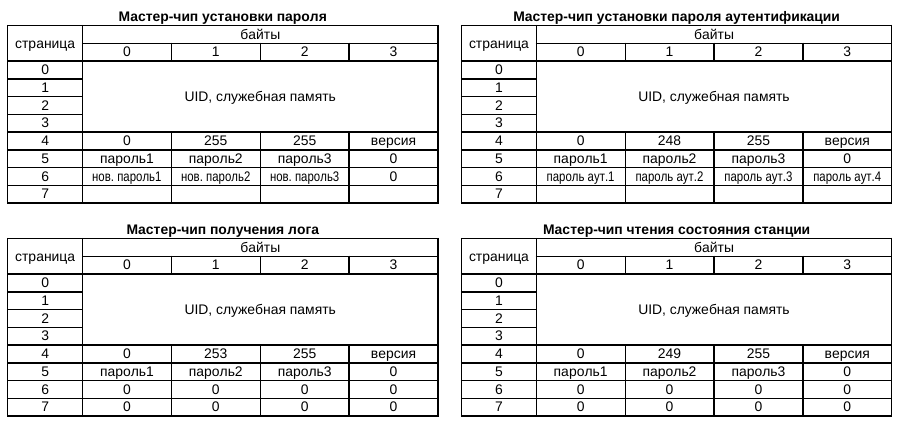 Мастер-чип установки пароля
страница байты
0 1 2 3
0
1
UID, служебная память
2
3
4 0 255 255 версия
5 пароль1 пароль2 пароль3 0
6 нов. пароль1 нов. пароль2 нов. пароль3 0
7
Мастер-чип установки пароля аутентификации
страница байты
0 1 2 3
0
1
UID, служебная память
2
3
4 0 248 255 версия
5 пароль1 пароль2 пароль3 0
6 пароль аут.1 пароль аут.2 пароль аут.3 пароль аут.4
7
Мастер-чип получения лога
страница байты
0 1 2 3
0
1
UID, служебная память
2
3
4 0 253 255 версия
5 пароль1 пароль2 пароль3 0
6 0 0 0 0
7 0 0 0 0
Мастер-чип чтения состояния станции
страница байты
0 1 2 3
0
1
UID, служебная память
2
3
4 0 249 255 версия
5 пароль1 пароль2 пароль3 0
6 0 0 0 0
7 0 0 0 0